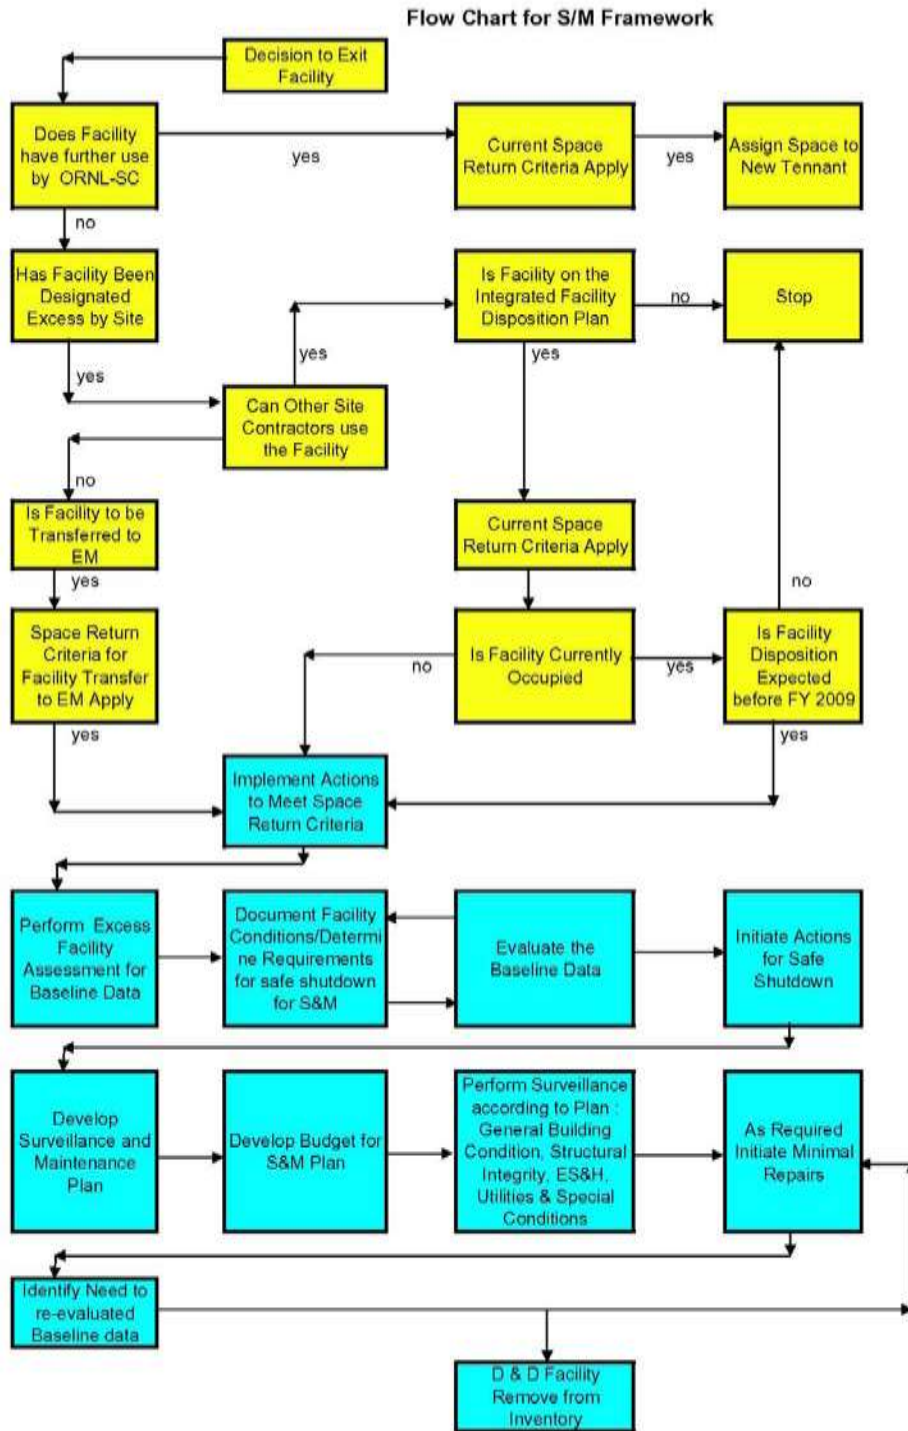 Flow Chart for S/M Framework
Decision to Exit
Facility
Does Facility
have further use
by ORNL-SC
yes
Current Space
Return Criteria Apply
yes
Assign Space to
New Tennant
no
Has Facility Been
Designated
Excess by Site
Is Facility on the
Integrated Facility
Disposition Plan
no
Stop
yes
yes
yes
Can Other Site
Contractors use
the Facility
no
Is Facility to be
Transferred to
EM
Current Space
Return Criteria Apply
yes
no
Space Return
Criteria for
Facility Transfer
to EM Apply
no
Is Facility Currently
Occupied
yes
Is Facility
Disposition
Expected
before FY 2009
yes
yes
Implement Actions
to Meet Space
Return Criteria
Perform Excess
Facility
Assessment for
Baseline Data
Document Facility
Conditions/Determi
ne Requirements
for safe shutdown
for S&M
Evaluate the
Baseline Data
Initiate Actions
for Safe
Shutdown
Develop
Surveillance and
Maintenance
Plan
Develop Budget for
S&M Plan
Perform Surveillance
according to Plan :
General Building
Condition, Structural
Integrity, ES&H,
Utilities & Special
Conditions
As Required
Initiate Minimal
Repairs
Identify Need to
re-evaluated
Baseline data
D & D Facility
Remove from
Inventory